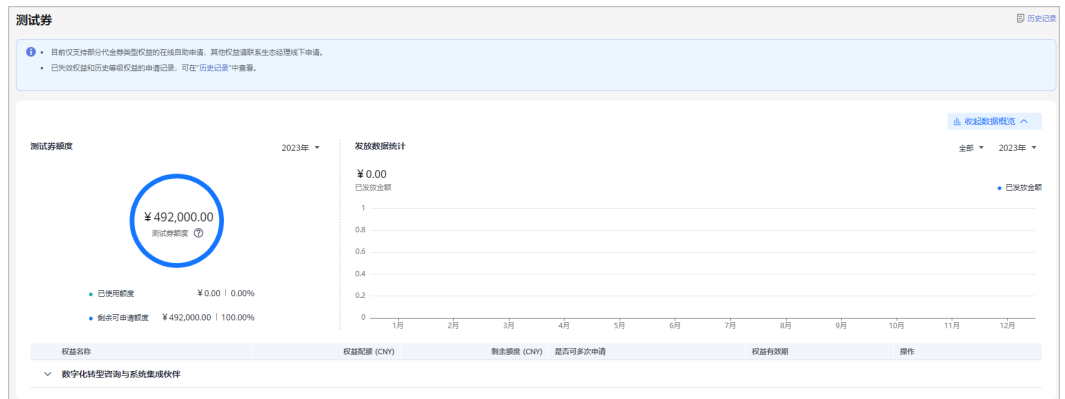 测试券
历史记录
目前仅支持部分代金券类型权益的在线自助申请，其他权益请联系生态经理线下申请。
已失效权益和历史等级权益的申请记录，可在"历史记录"中查看。
收起数据概览
测试券额度
2023年
发放数据统计
全部
2023年
¥ 0.00
已发放金额
已发放金额
¥ 492,000.00
测试券额度
1
0.8
0.6
0.4
0.2
0
已使用额度 ¥ 0.00 | 0.00%
剩余可申请额度 ¥ 492,000.00 | 100.00%
1月 2月 3月 4月 5月 6月 7月 8月 9月 10月 11月 12月
权益名称 权益配额 (CNY) 剩余额度 (CNY) 是否可多次申请 权益有效期 操作
数字化转型咨询与系统集成伙伴